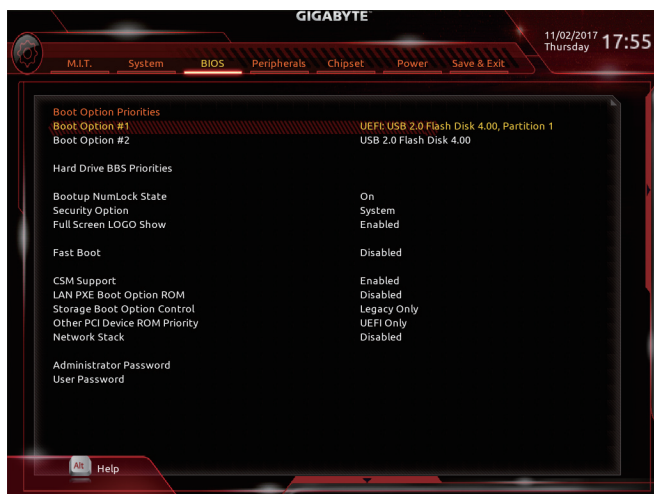 GIGABYTE™
11/02/2017 17:55
Thursday
M.I.T. System BIOS Peripherals Chipset Power Save & Exit
Boot Option Priorities
Boot Option #1 UEFI: USB 2.0 Flash Disk 4.00, Partition 1
Boot Option #2 USB 2.0 Flash Disk 4.00
Hard Drive BBS Priorities
Bootup NumLock State On
Security Option System
Full Screen LOGO Show Enabled
Fast Boot Disabled
CSM Support Enabled
LAN PXE Boot Option ROM Disabled
Storage Boot Option Control Legacy Only
Other PCI Device ROM Priority UEFI Only
Network Stack Disabled
Administrator Password
User Password
Alt Help